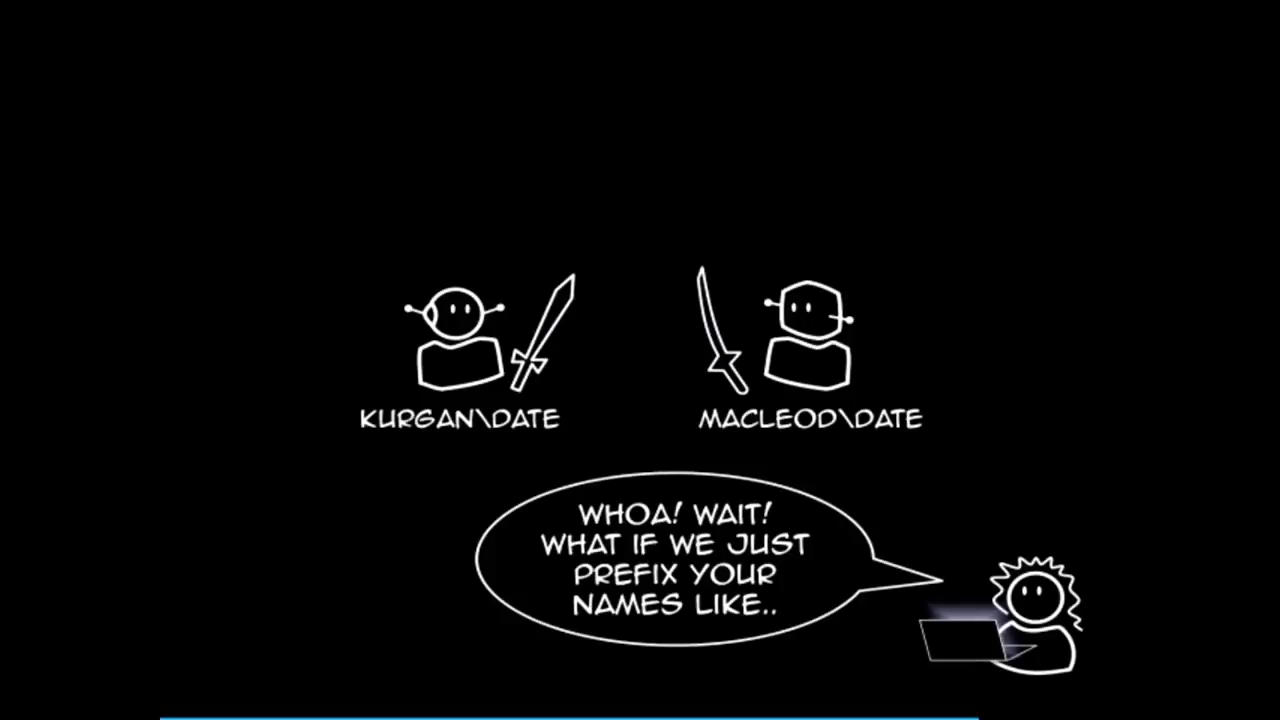 KURGAN\DATE
MACLEOD\DATE
WHOA! WAIT!
WHAT IF WE JUST
PREFIX YOUR
NAMES LIKE..